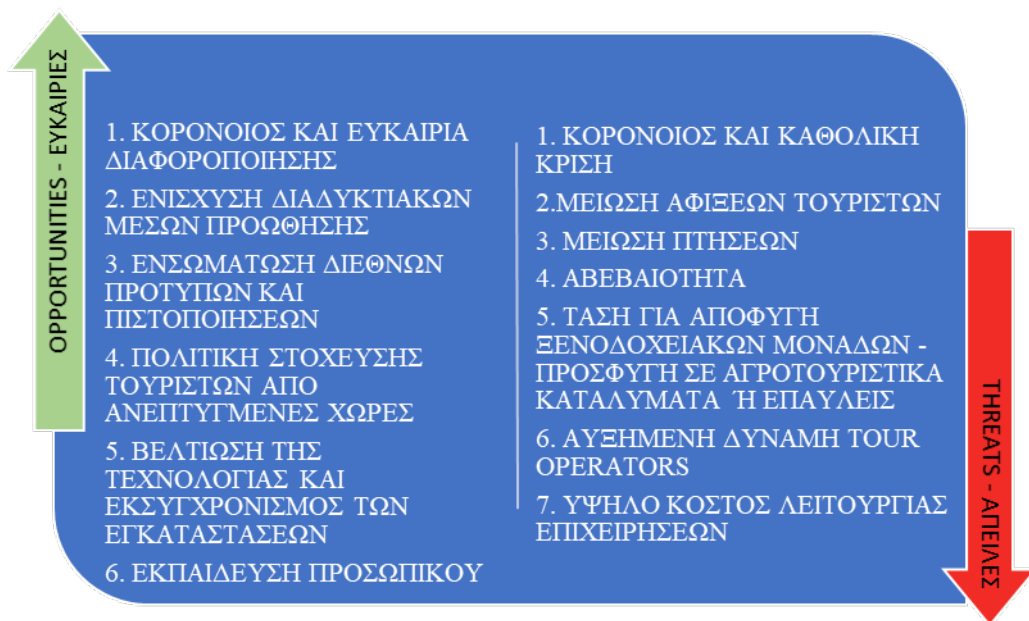 OPPORTUNITIES - ΕΥΚΑΙΡΙΕΣ
1. ΚΟΡΟΝΟΙΟΣ ΚΑΙ ΕΥΚΑΙΡΙΑ
ΔΙΑΦΟΡΟΠΟΙΗΣΗΣ
2. ΕΝΙΣΧΥΣΗ ΔΙΑΔΥΚΤΙΑΚΩΝ
ΜΕΣΩΝ ΠΡΟΩΘΗΣΗΣ
3. ΕΝΣΩΜΑΤΩΣΗ ΔΙΕΘΝΩΝ
ΠΡΟΤΥΠΩΝ ΚΑΙ
ΠΙΣΤΟΠΟΙΗΣΕΩΝ
4. ΠΟΛΙΤΙΚΗ ΣΤΟΧΕΥΣΗΣ
ΤΟΥΡΙΣΤΩΝ ΑΠΟ
ΑΝΕΠΤΥΓΜΕΝΕΣ ΧΩΡΕΣ
5. ΒΕΛΤΙΩΣΗ ΤΗΣ
ΤΕΧΝΟΛΟΓΙΑΣ ΚΑΙ
ΕΚΣΥΓΧΡΟΝΙΣΜΟΣ ΤΩΝ
ΕΓΚΑΤΑΣΤΑΣΕΩΝ
6. ΕΚΠΑΙΔΕΥΣΗ ΠΡΟΣΩΠΙΚΟΥ
1. ΚΟΡΟΝΟΙΟΣ ΚΑΙ ΚΑΘΟΛΙΚΗ
ΚΡΙΣΗ
2.ΜΕΙΩΣΗ ΑΦΙΞΕΩΝ ΤΟΥΡΙΣΤΩΝ
3. ΜΕΙΩΣΗ ΠΤΗΣΕΩΝ
4. ΑΒΕΒΑΙΟΤΗΤΑ
5. ΤΑΣΗ ΓΙΑ ΑΠΟΦΥΓΗ
ΞΕΝΟΔΟΧΕΙΑΚΩΝ ΜΟΝΑΔΩΝ -
ΠΡΟΣΦΥΓΗ ΣΕ ΑΓΡΟΤΟΥΡΙΣΤΙΚΑ
ΚΑΤΑΛΥΜΑΤΑ Ή ΕΠΑΥΛΕΙΣ
6. ΑΥΞΗΜΕΝΗ ΔΥΝΑΜΗ TOUR
OPERATORS
7. ΥΨΗΛΟ ΚΟΣΤΟΣ ΛΕΙΤΟΥΡΓΙΑΣ
ΕΠΙΧΕΙΡΗΣΕΩΝ
THREATS - ΑΠΕΙΛΕΣ